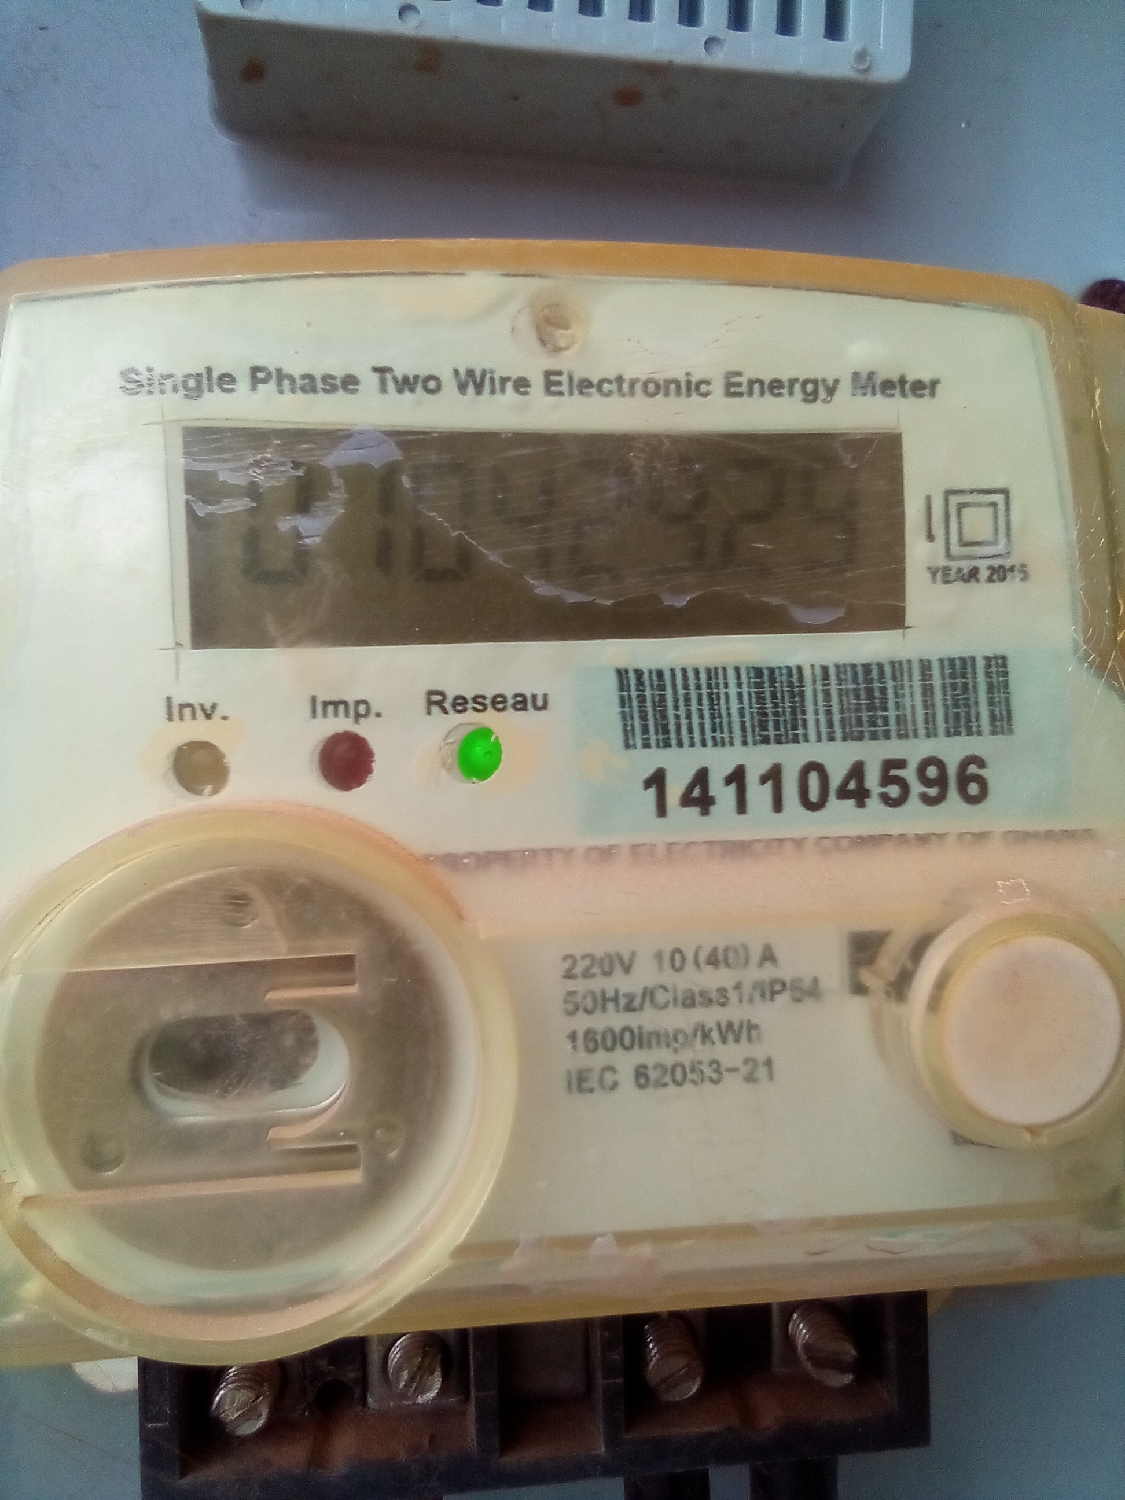 Single Phase Two Wire Electronic Energy Meter
YEAR 2015
Inv. Imp. Reseau
141104596
PROPERTY OF ELECTRICITY COMPANY OF GHANA
220V 10(40)A
50Hz/Class1/IP54
1600imp/kWh
IEC 62053-21